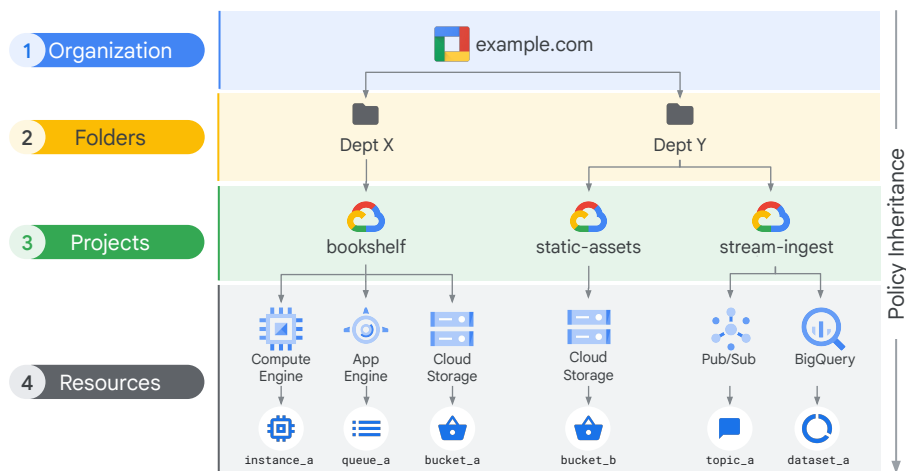 1 Organization
example.com
2 Folders
Dept X
Dept Y
3 Projects
bookshelf
static-assets
stream-ingest
4 Resources
Compute
Engine
App
Engine
Cloud
Storage
Cloud
Storage
Pub/Sub
BigQuery
instance_a
queue_a
bucket_a
bucket_b
topic_a
dataset_a
Policy Inheritance